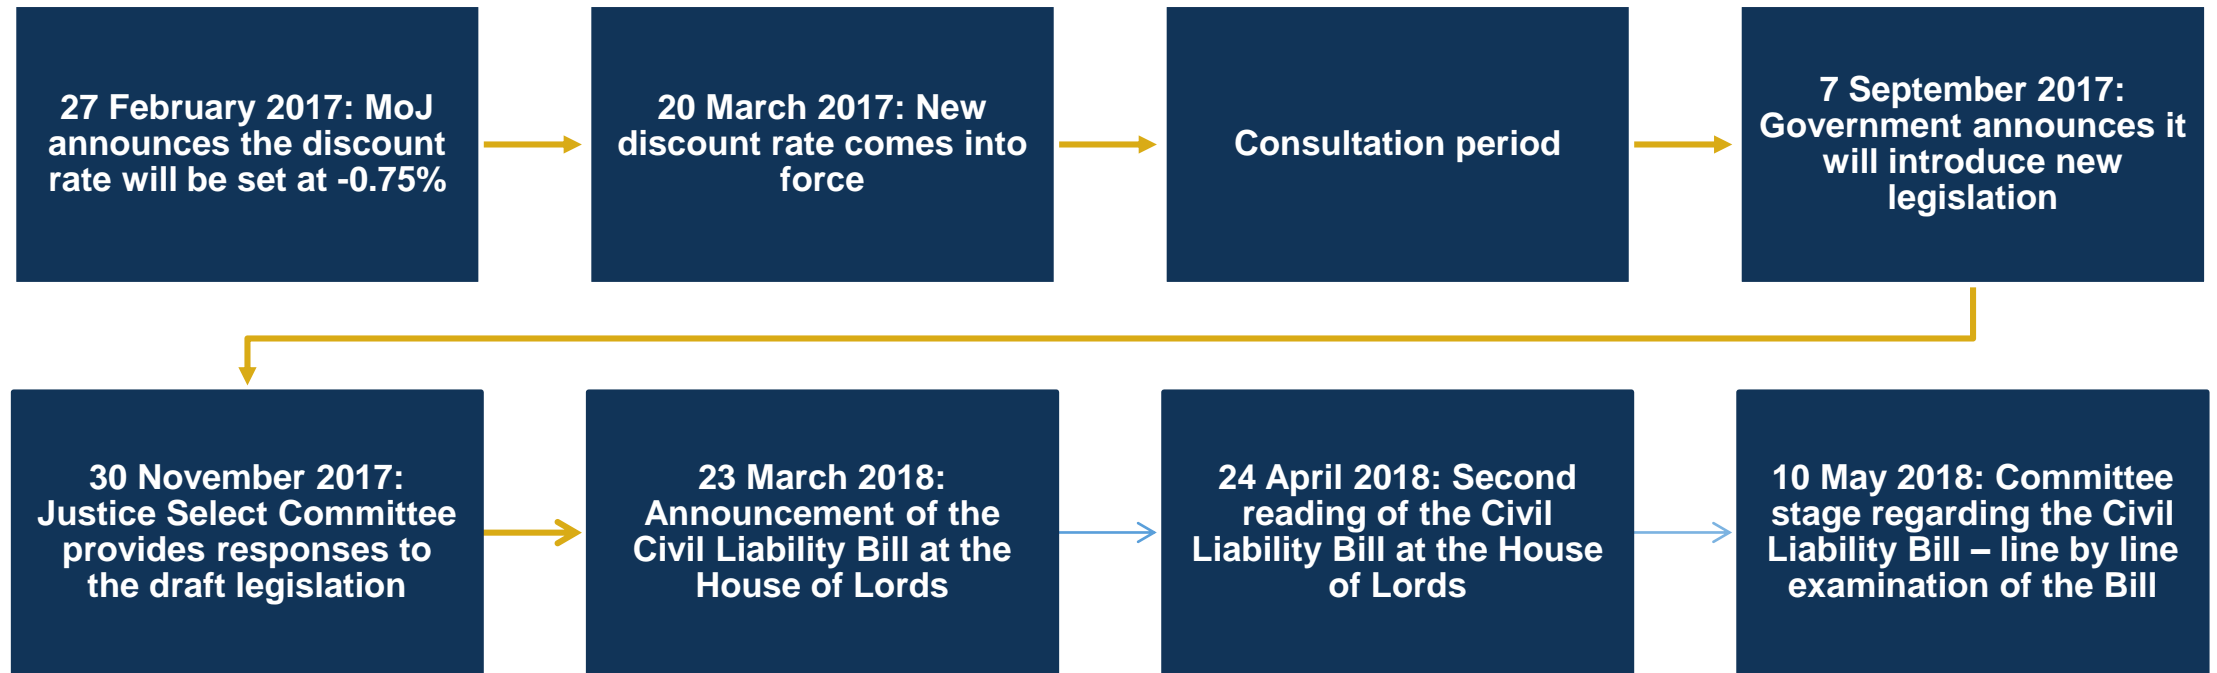 27 February 2017: MoJ
announces the discount
rate will be set at -0.75%
20 March 2017: New
discount rate comes into
force
Consultation period
7 September 2017:
Government announces it
will introduce new
legislation
30 November 2017:
Justice Select Committee
provides responses to
the draft legislation
23 March 2018:
Announcement of the
Civil Liability Bill at the
House of Lords
24 April 2018: Second
reading of the Civil
Liability Bill at the House
of Lords
10 May 2018: Committee
stage regarding the Civil
Liability Bill – line by line
examination of the Bill